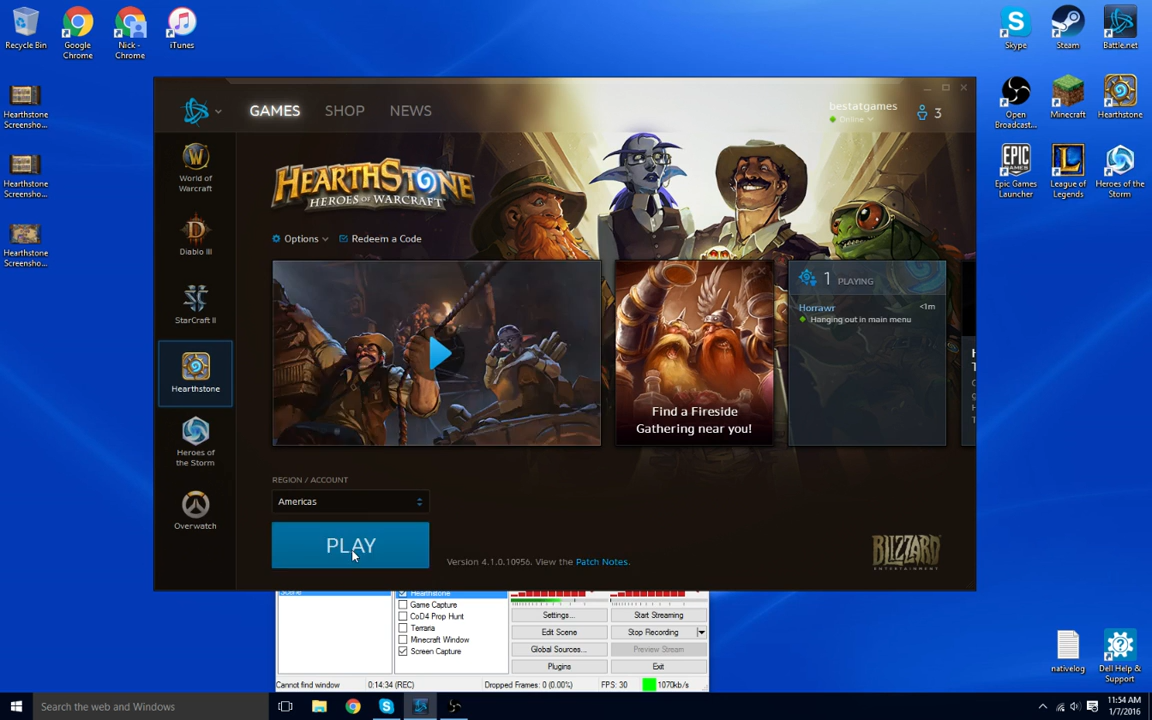 Recycle Bin
Google
Chrome
Nick -
Chrome
iTunes
Skype
Steam
Battle.net
Hearthstone
Screensho...
Hearthstone
Screensho...
Hearthstone
Screensho...
Open
Broadcast...
Minecraft
Hearthstone
EPIC
GAMES
Epic Games
Launcher
League of
Legends
Heroes of the
Storm
GAMES
SHOP
NEWS
bestatgames
Online
3
World of
Warcraft
Diablo III
StarCraft II
Hearthstone
Heroes of
the Storm
Overwatch
HEARTHSTONE
HEROES OF WARCRAFT
Options
Redeem a Code
Find a Fireside
Gathering near you!
1 PLAYING
Horrawr <1m
Hanging out in main menu
REGION / ACCOUNT
Americas
PLAY
Version 4.1.0.10956. View the Patch Notes.
BLIZZARD
ENTERTAINMENT
Scene
Hearthstone
Game Capture
CoD4 Prop Hunt
Terraria
Minecraft Window
Screen Capture
Settings...
Start Streaming
Edit Scene
Stop Recording
Global Sources...
Preview Stream
Plugins
Exit
Cannot find window
0:14:34 (REC)
Dropped Frames: 0 (0.00%)
FPS: 30
1070kb/s
nativelog
Dell Help &
Support
Search the web and Windows
11:54 AM
1/7/2016